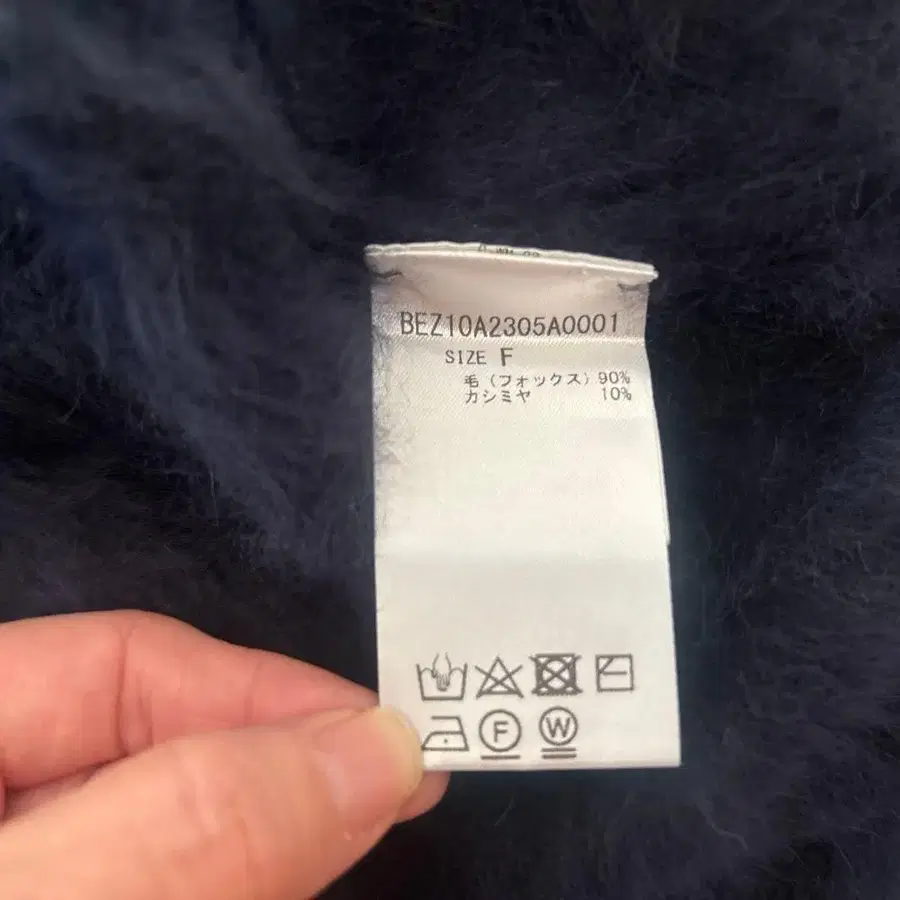 BEZ10A2305A0001
SIZE F
毛（フォックス）90%
カシミヤ 10%
F W